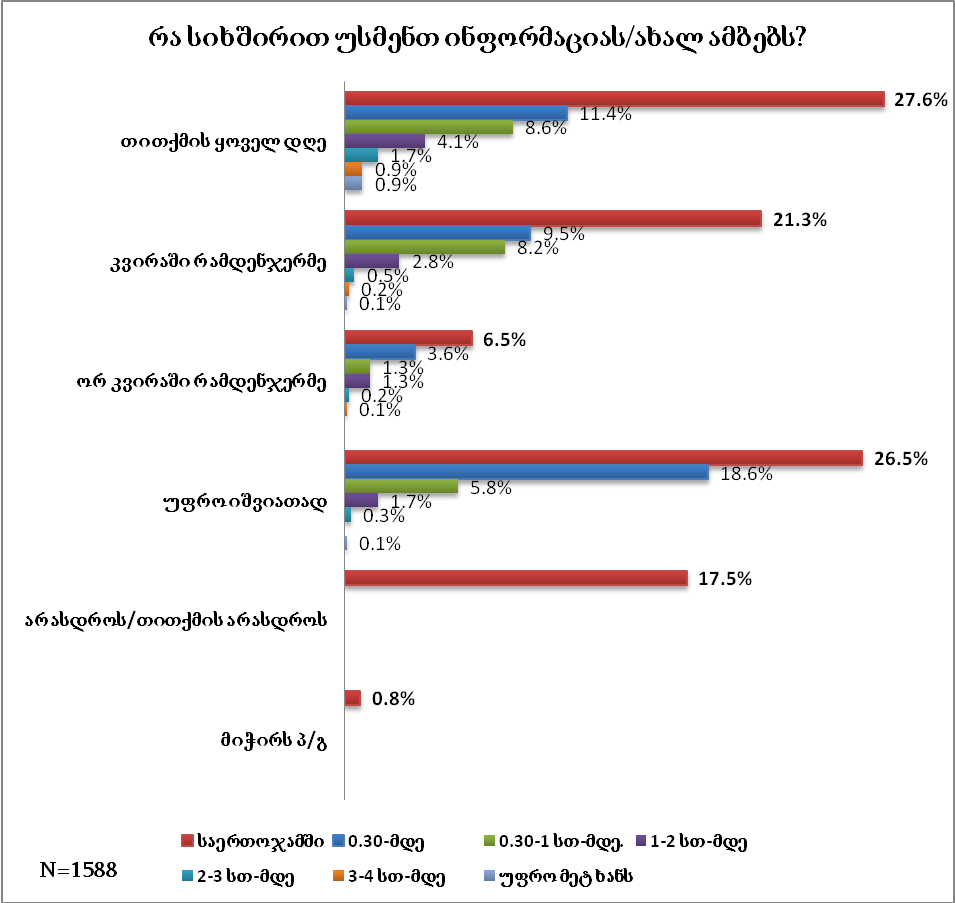 რა სიხშირით უსმენთ ინფორმაციას/ახალ ამბებს?
თითქმის ყოველ დღე
27.6%
11.4%
8.6%
4.1%
1.7%
0.9%
0.9%
კვირაში რამდენჯერმე
21.3%
9.5%
8.2%
2.8%
0.5%
0.2%
0.1%
ორ კვირაში რამდენჯერმე
6.5%
3.6%
1.3%
1.3%
0.2%
0.1%
უფრო იშვიათად
26.5%
18.6%
5.8%
1.7%
0.3%
0.1%
არასდროს/თითქმის არასდროს
17.5%
მიჭირს პ/გ
0.8%
საერთო ჯამში 0.30-მდე 0.30-1 სთ-მდე. 1-2 სთ-მდე
2-3 სთ-მდე 3-4 სთ-მდე უფრო მეტ ხანს
N=1588